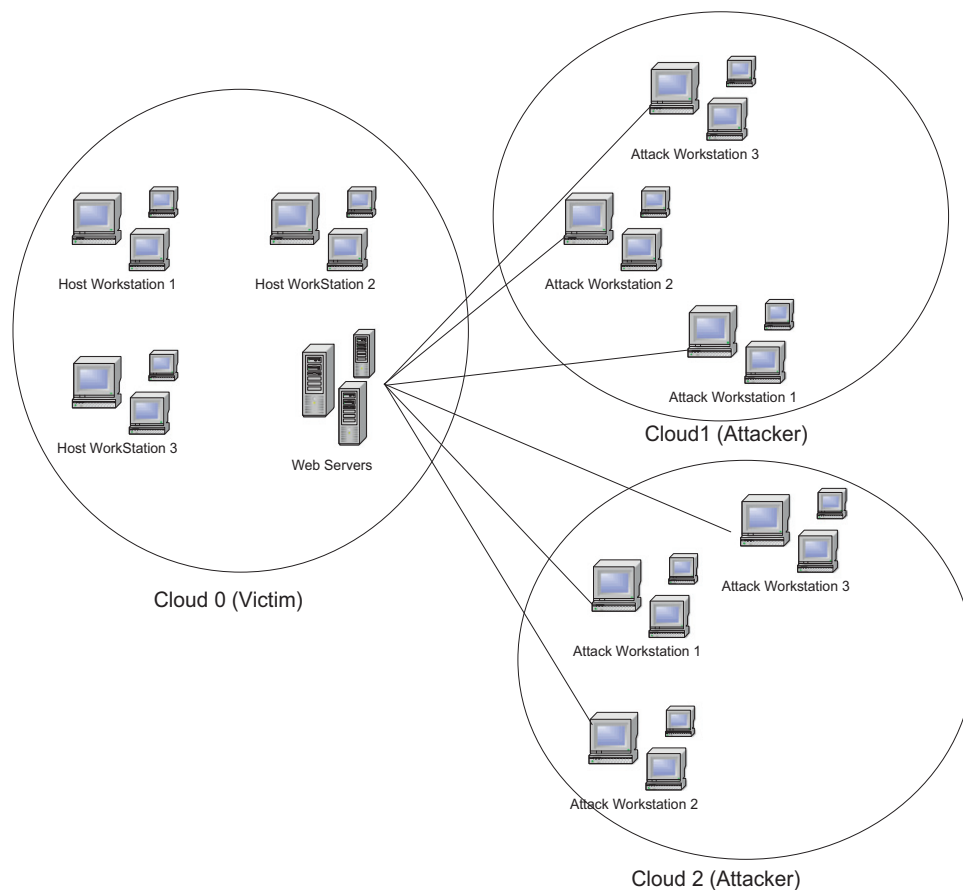 Host Workstation 1
Host WorkStation 2
Host WorkStation 3
Web Servers
Cloud 0 (Victim)
Attack Workstation 3
Attack Workstation 2
Attack Workstation 1
Cloud1 (Attacker)
Attack Workstation 3
Attack Workstation 1
Attack Workstation 2
Cloud 2 (Attacker)